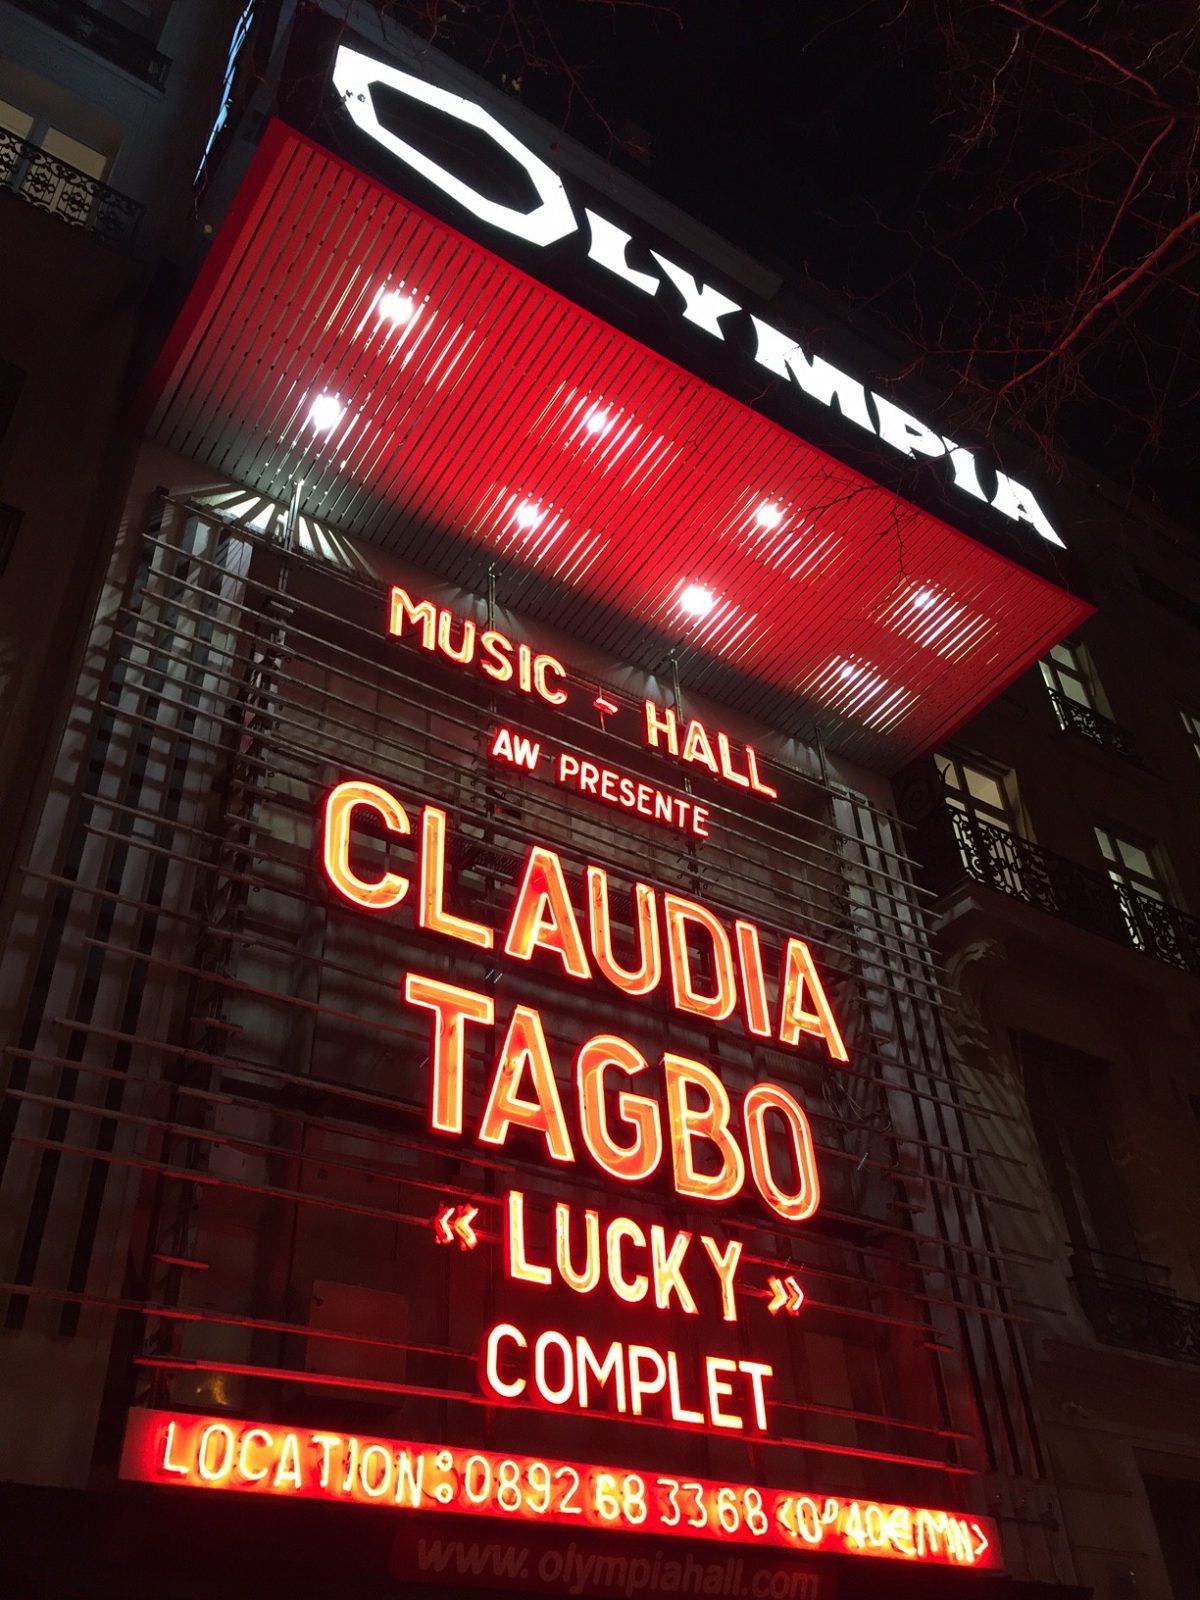 OLYMPIA
MUSIC - HALL
AW PRESENTE
CLAUDIA
TAGBO
« LUCKY »
COMPLET
LOCATION: 0892 68 33 68 <0,40€/MN>
www.olympiahall.com